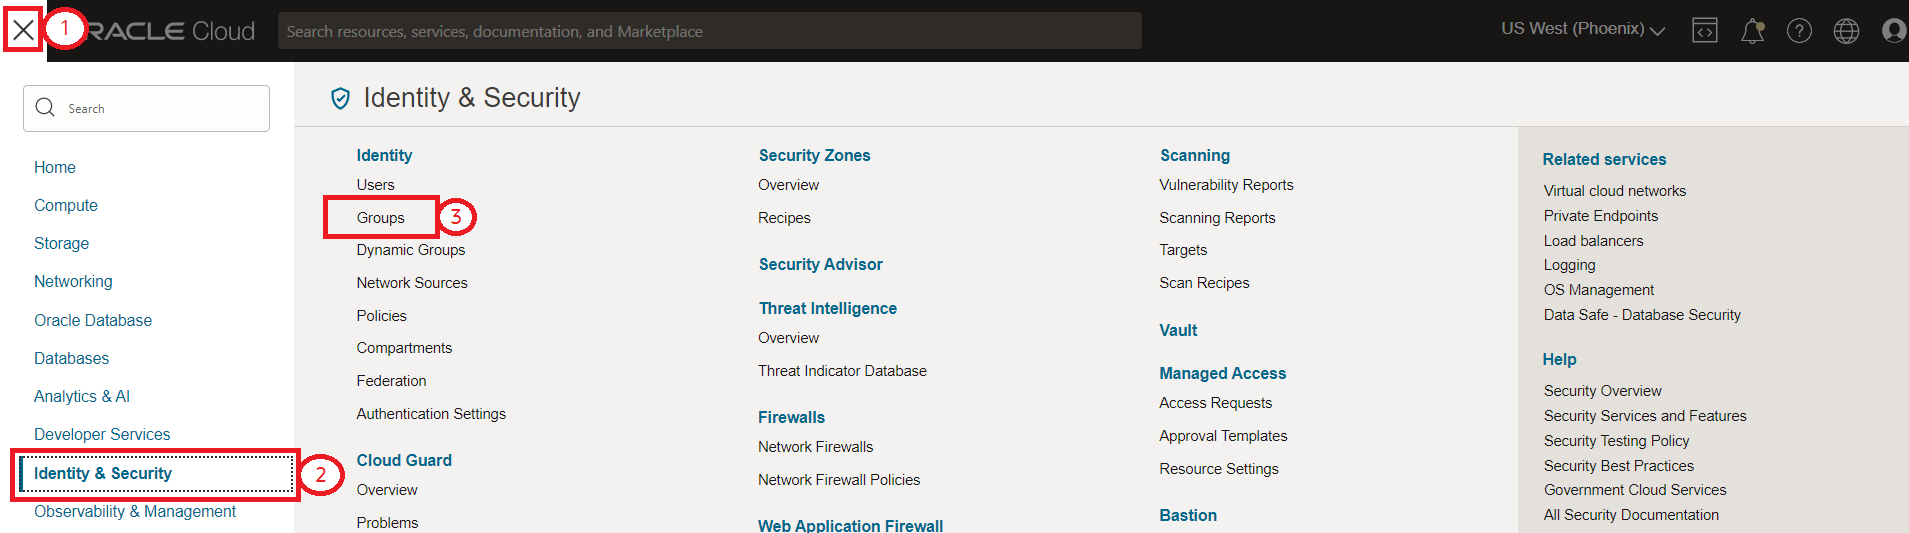 1
ORACLE Cloud
Search resources, services, documentation, and Marketplace
US West (Phoenix)
Search
Home
Compute
Storage
Networking
Oracle Database
Databases
Analytics & AI
Developer Services
Identity & Security
2
Observability & Management
Identity & Security
Identity
Users
Groups
3
Dynamic Groups
Network Sources
Policies
Compartments
Federation
Authentication Settings
Cloud Guard
Overview
Problems
Security Zones
Overview
Recipes
Security Advisor
Threat Intelligence
Overview
Threat Indicator Database
Firewalls
Network Firewalls
Network Firewall Policies
Web Application Firewall
Scanning
Vulnerability Reports
Scanning Reports
Targets
Scan Recipes
Vault
Managed Access
Access Requests
Approval Templates
Resource Settings
Bastion
Related services
Virtual cloud networks
Private Endpoints
Load balancers
Logging
OS Management
Data Safe - Database Security
Help
Security Overview
Security Services and Features
Security Testing Policy
Security Best Practices
Government Cloud Services
All Security Documentation